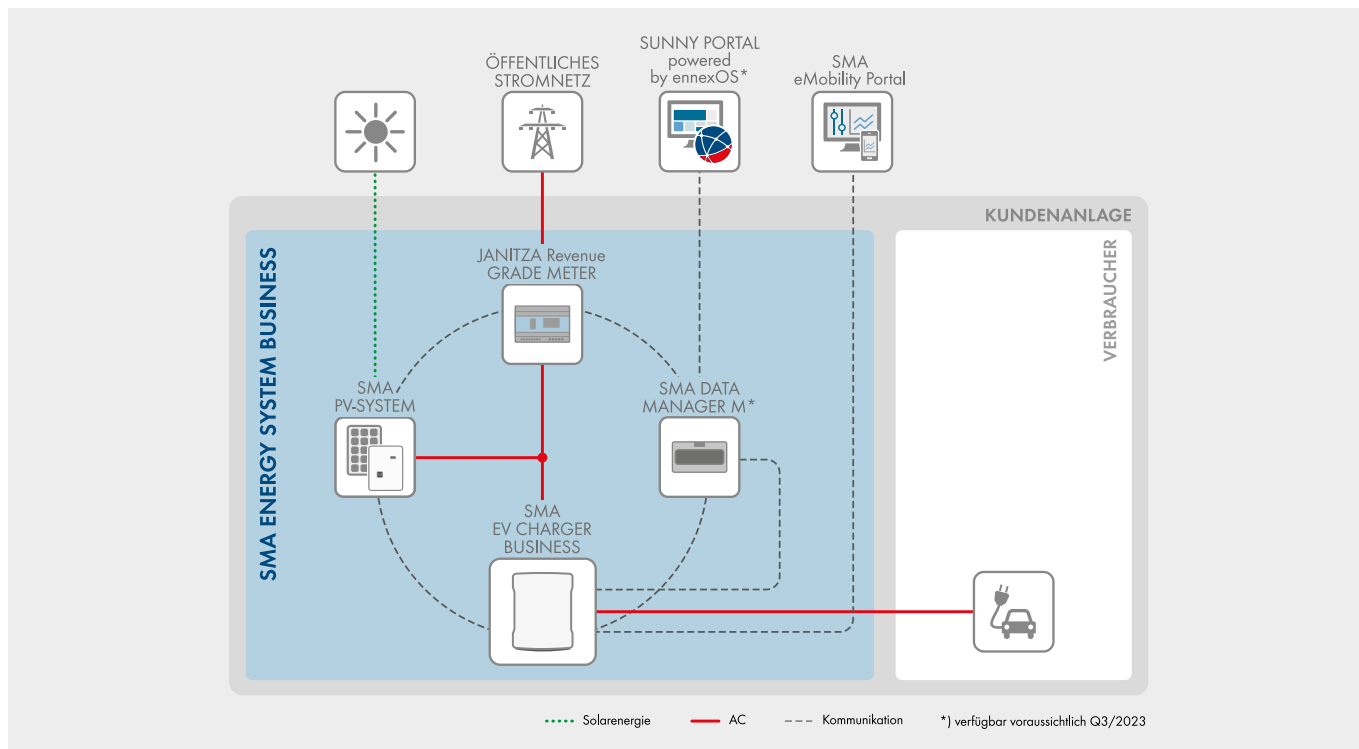 ÖFFENTLICHES
STROMNETZ
SUNNY PORTAL
powered
by ennexOS*
SMA
eMobility Portal
KUNDENANLAGE
SMA ENERGY SYSTEM BUSINESS
VERBRAUCHER
JANITZA Revenue
GRADE METER
SMA
PV-SYSTEM
SMA DATA
MANAGER M*
SMA
EV CHARGER
BUSINESS
Solarenergie
AC
Kommunikation
*) verfügbar voraussichtlich Q3/2023